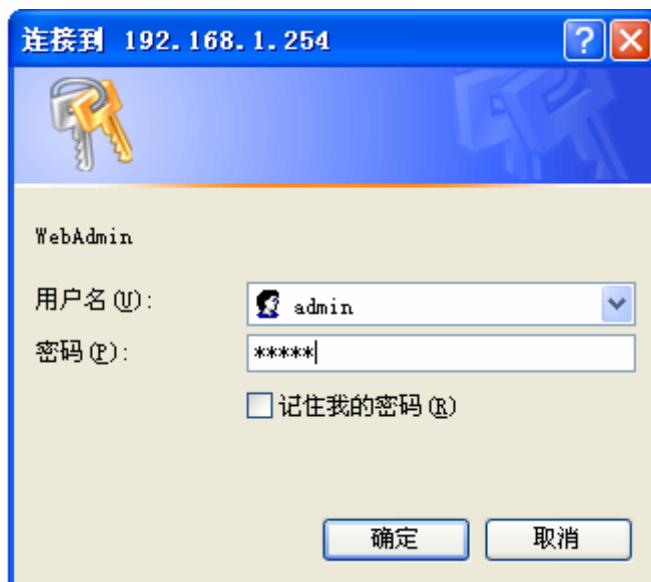 连接到 192.168.1.254
?
WebAdmin
用户名(U):
admin
密码(P):
*****
记住我的密码(R)
确定
取消